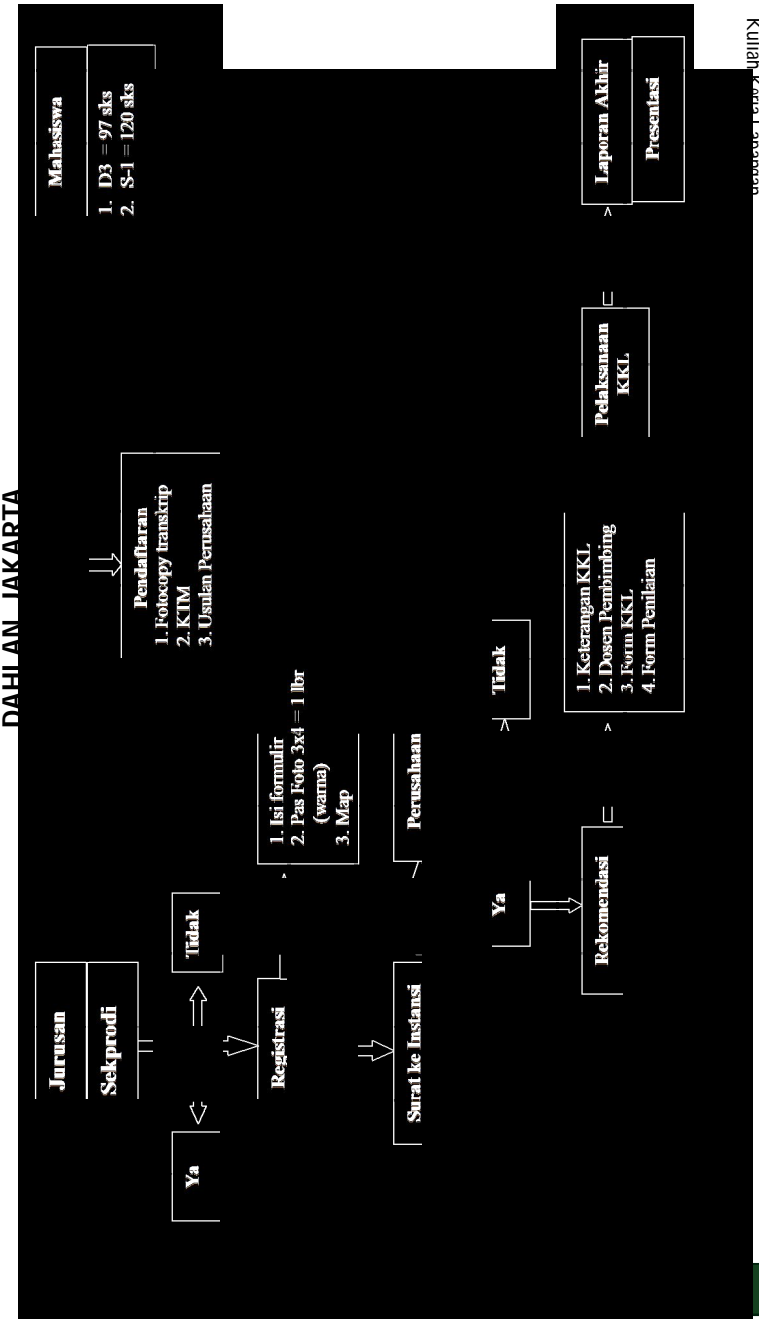 DAHLAN JAKARTA
Mahasiswa
1. D3 = 97 sks
2. S-1 = 120 sks
Pendaftaran
1. Fotocopy transkrip
2. KTM
3. Usulan Perusahaan
Jurusan
Sekprodi
Tidak
Ya
Registrasi
1. Isi formulir
2. Pas Foto 3x4 = 1 lbr
(warna)
3. Map
Surat ke Instansi
Perusahaan
Tidak
Ya
Rekomendasi
1. Keterangan KKL
2. Dosen Pembimbing
3. Form KKL
4. Form Penilaian
Pelaksanaan
KKL
Laporan Akhir
Presentasi
Kuliah Kerja Lapangan